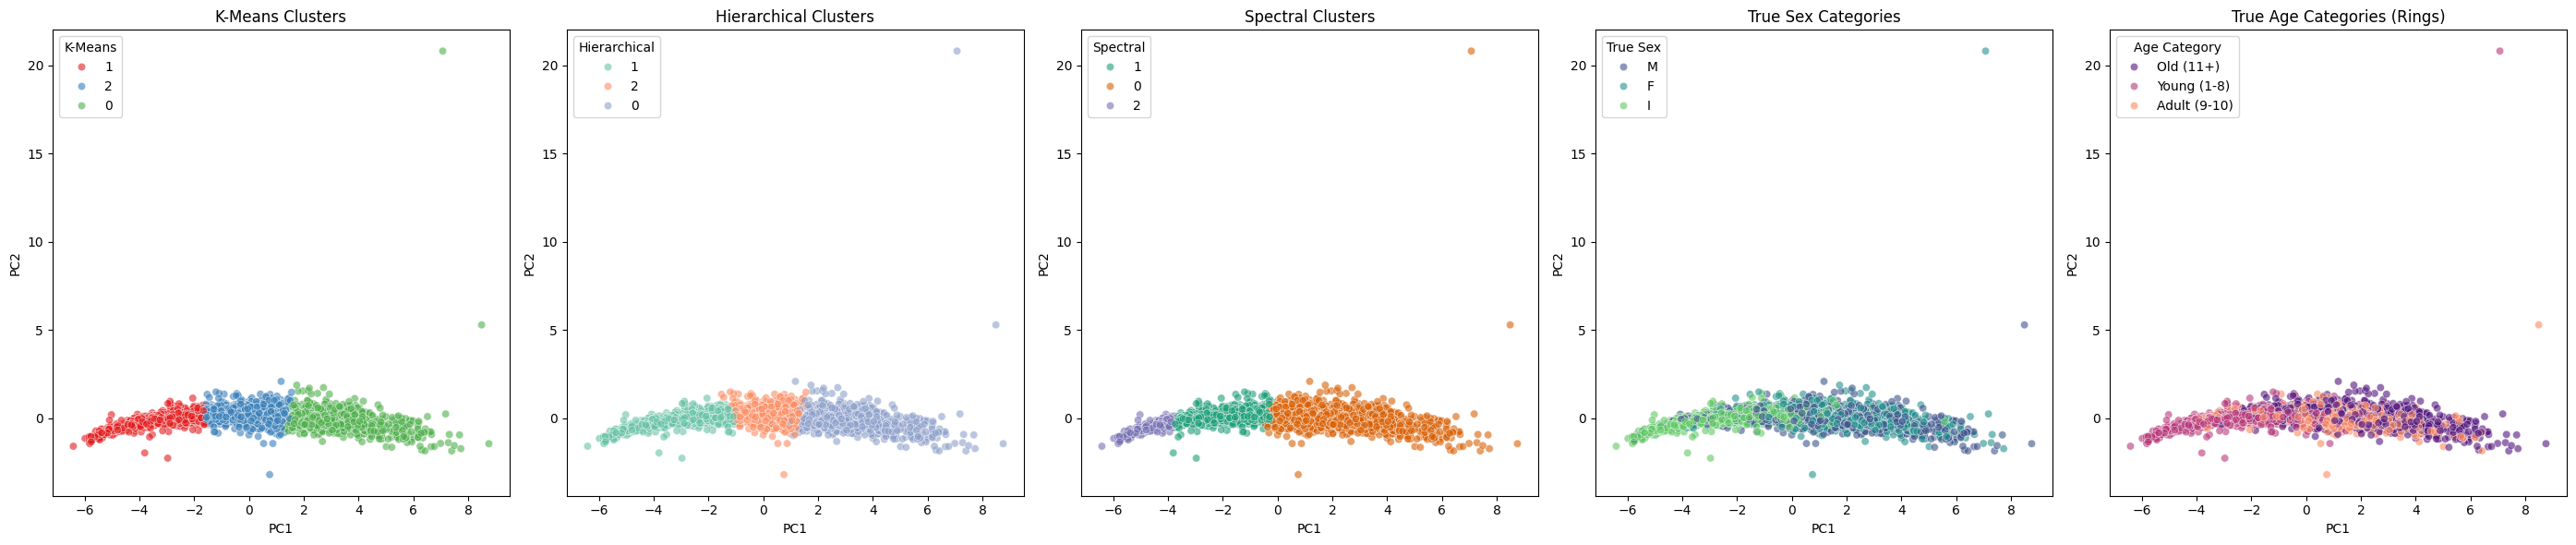 K-Means Clusters
K-Means
1
2
0
20
15
10
5
0
PC2
−6 −4 −2 0 2 4 6 8
PC1
Hierarchical Clusters
Hierarchical
1
2
0
20
15
10
5
0
PC2
−6 −4 −2 0 2 4 6 8
PC1
Spectral Clusters
Spectral
1
0
2
20
15
10
5
0
PC2
−6 −4 −2 0 2 4 6 8
PC1
True Sex Categories
True Sex
M
F
I
20
15
10
5
0
PC2
−6 −4 −2 0 2 4 6 8
PC1
True Age Categories (Rings)
Age Category
Old (11+)
Young (1-8)
Adult (9-10)
20
15
10
5
0
PC2
−6 −4 −2 0 2 4 6 8
PC1